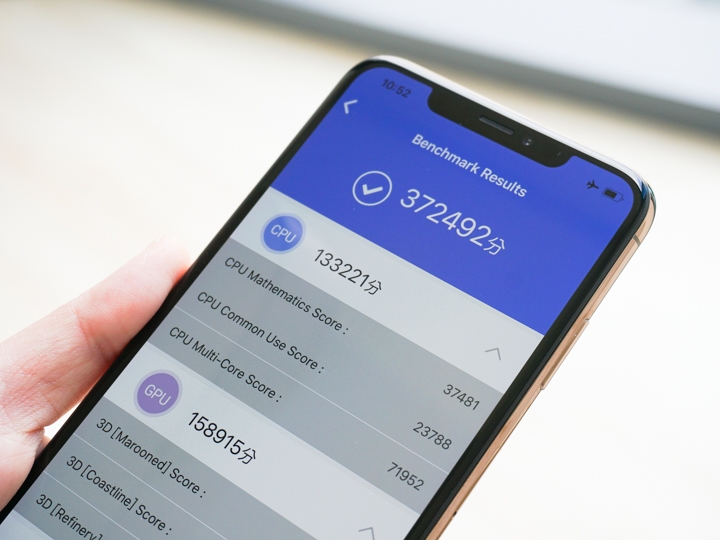 10:52
Benchmark Results
372492分
CPU
133221分
CPU Mathematics Score :
37481
CPU Common Use Score :
23788
CPU Multi-Core Score :
71952
GPU
158915分
3D [Marooned] Score :
3D [Coastline] Score :
3D [Refinery]